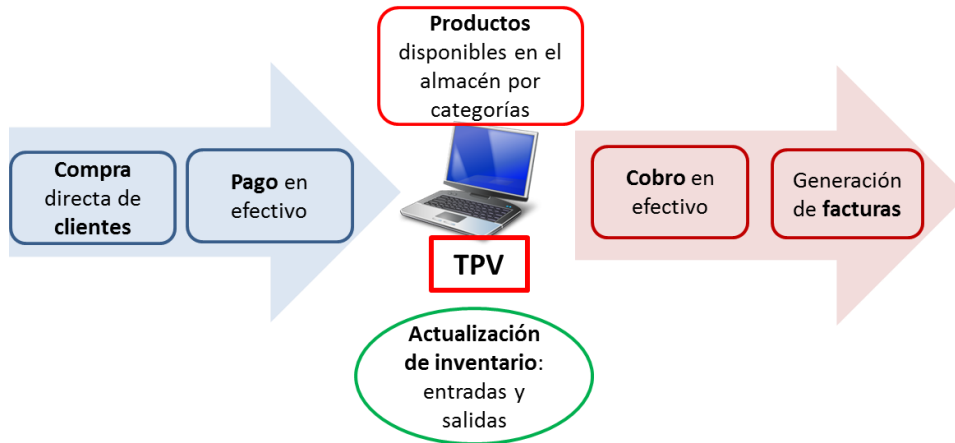 Productos
disponibles en el
almacén por
categorías
Compra
directa de
clientes
Pago en
efectivo
TPV
Cobro en
efectivo
Generación
de facturas
Actualización
de inventario:
entradas y
salidas